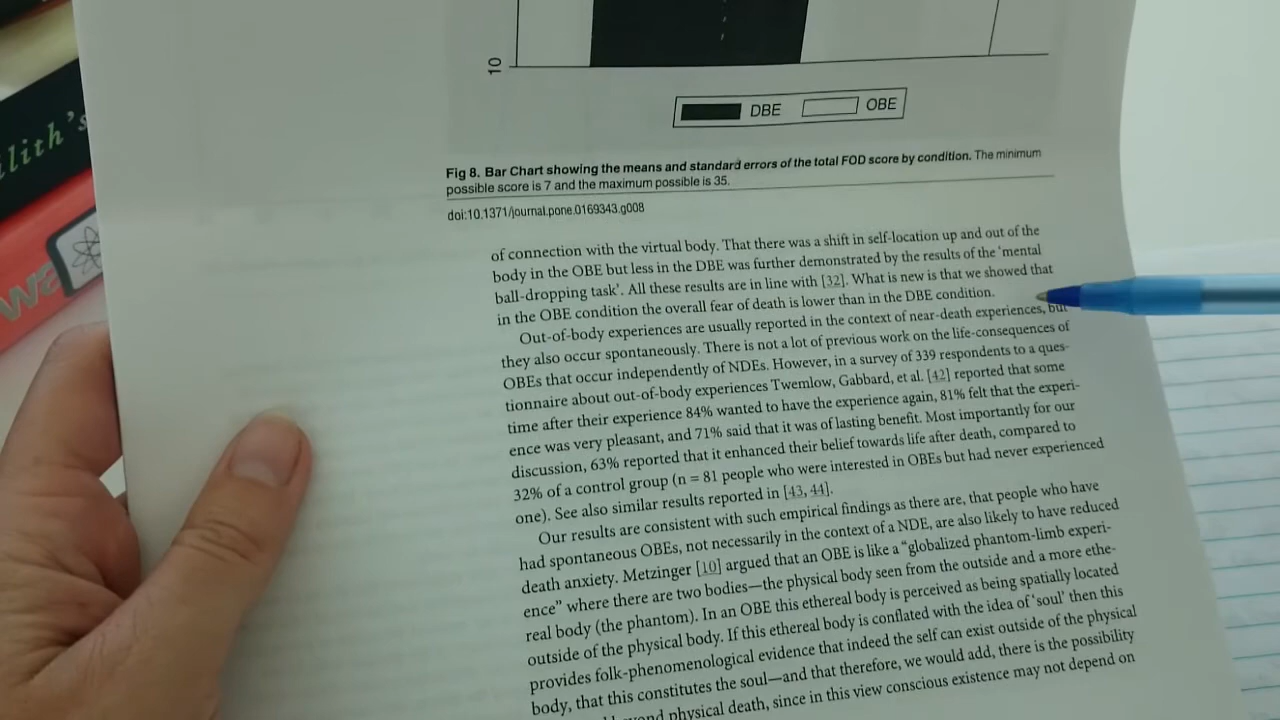 ilith's
wa
10
DBE OBE
Fig 8. Bar Chart showing the means and standard errors of the total FOD score by condition. The minimum
possible score is 7 and the maximum possible is 35.
doi:10.1371/journal.pone.0169343.g008
of connection with the virtual body. That there was a shift in self-location up and out of the
body in the OBE but less in the DBE was further demonstrated by the results of the 'mental
ball-dropping task'. All these results are in line with [32]. What is new is that we showed that
in the OBE condition the overall fear of death is lower than in the DBE condition.
Out-of-body experiences are usually reported in the context of near-death experiences, but
they also occur spontaneously. There is not a lot of previous work on the life-consequences of
OBEs that occur independently of NDEs. However, in a survey of 339 respondents to a ques-
tionnaire about out-of-body experiences Twemlow, Gabbard, et al. [42] reported that some
time after their experience 84% wanted to have the experience again, 81% felt that the experi-
ence was very pleasant, and 71% said that it was of lasting benefit. Most importantly for our
discussion, 63% reported that it enhanced their belief towards life after death, compared to
32% of a control group (n = 81 people who were interested in OBEs but had never experienced
one). See also similar results reported in [43, 44].
Our results are consistent with such empirical findings as there are, that people who have
had spontaneous OBEs, not necessarily in the context of a NDE, are also likely to have reduced
death anxiety. Metzinger [10] argued that an OBE is like a "globalized phantom-limb experi-
ence" where there are two bodies—the physical body seen from the outside and a more ethe-
real body (the phantom). In an OBE this ethereal body is perceived as being spatially located
outside of the physical body. If this ethereal body is conflated with the idea of 'soul' then this
provides folk-phenomenological evidence that indeed the self can exist outside of the physical
body, that this constitutes the soul—and that therefore, we would add, there is the possibility
physical death, since in this view conscious existence may not depend on